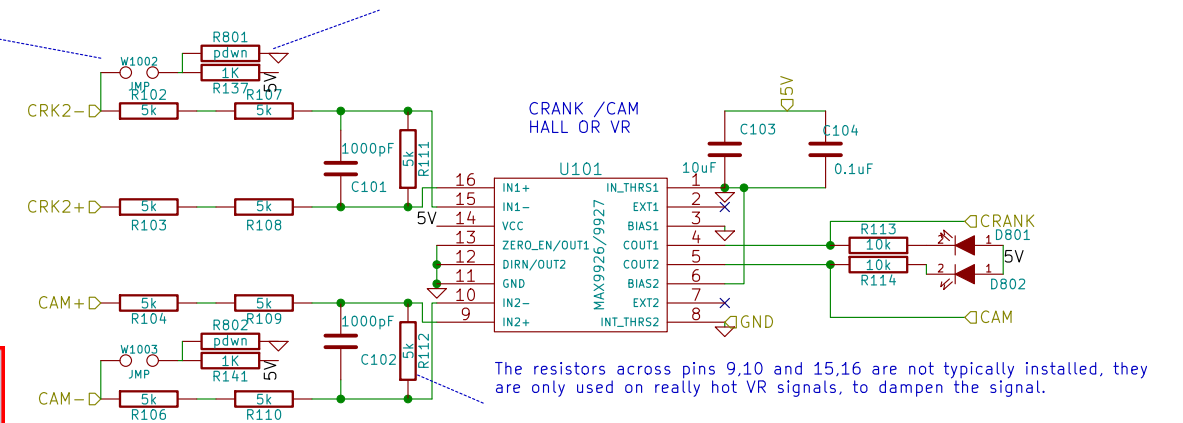 R801
pdwn
W1002
JMP
1K
R137
5V
R102
R107
CRK2-
5k
5k
1000pF
C101
5k
R111
CRK2+
5k
5k
R103
R108
CRANK /CAM
HALL OR VR
5V
C103
10uF
C104
0.1uF
U101
MAX9926/9927
16 IN1+
15 IN1-
5V
14 VCC
13 ZERO_EN/OUT1
12 DIRN/OUT2
11 GND
10 IN2-
9 IN2+
IN_THRS1 1
EXT1 2
BIAS1 3
COUT1 4
COUT2 5
BIAS2 6
EXT2 7
INT_THRS2 8
GND
CRANK
R113
10k
2 1
D801
5V
10k
R114
2 1
D802
CAM
CAM+
5k
5k
R104
R109
1000pF
C102
5k
R112
R802
pdwn
W1003
JMP
1K
R141
5V
CAM-
5k
5k
R106
R110
The resistors across pins 9,10 and 15,16 are not typically installed, they
are only used on really hot VR signals, to dampen the signal.